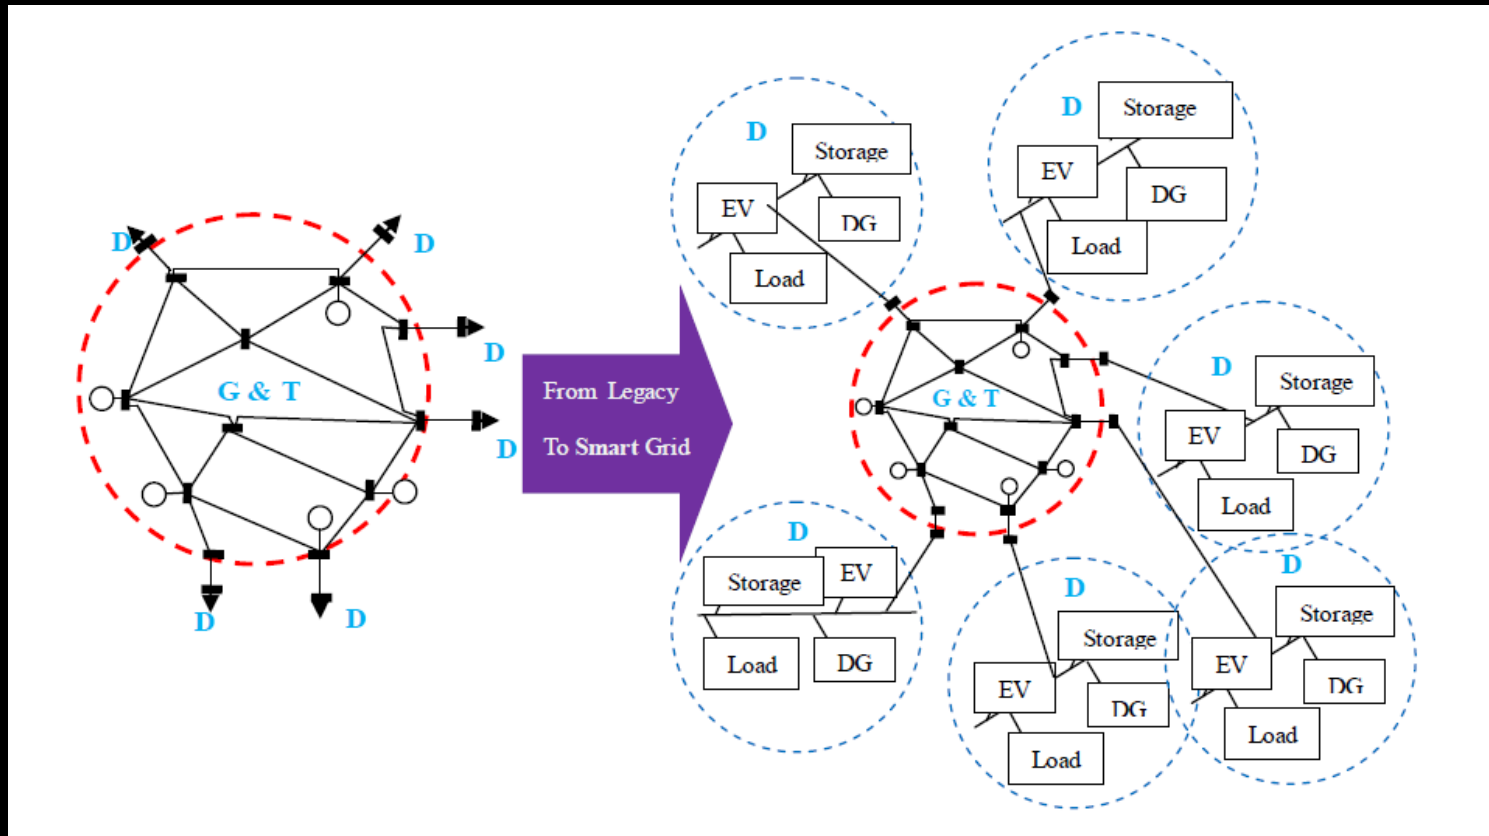 D
D
D
G & T
D
D
D
From Legacy
To Smart Grid
D
Storage
EV
DG
Load
D
Storage
EV
DG
Load
G & T
D
Storage
EV
DG
Load
D
Storage
EV
Load
DG
D
Storage
EV
DG
Load
D
Storage
EV
DG
Load